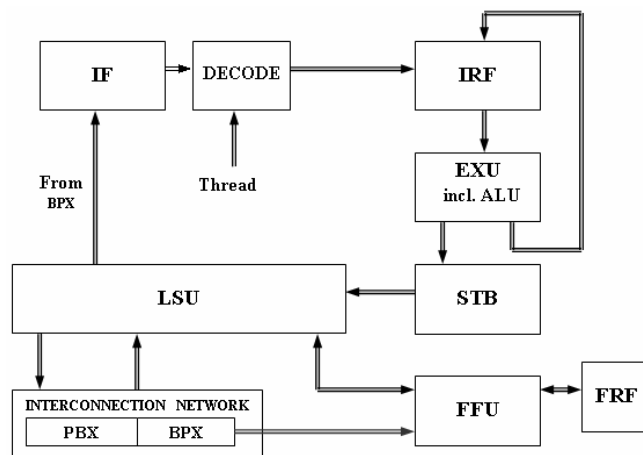 IF
DECODE
IRF
EXU
incl. ALU
From
BPX
Thread
LSU
STB
INTERCONNECTION NETWORK
PBX
BPX
FFU
FRF